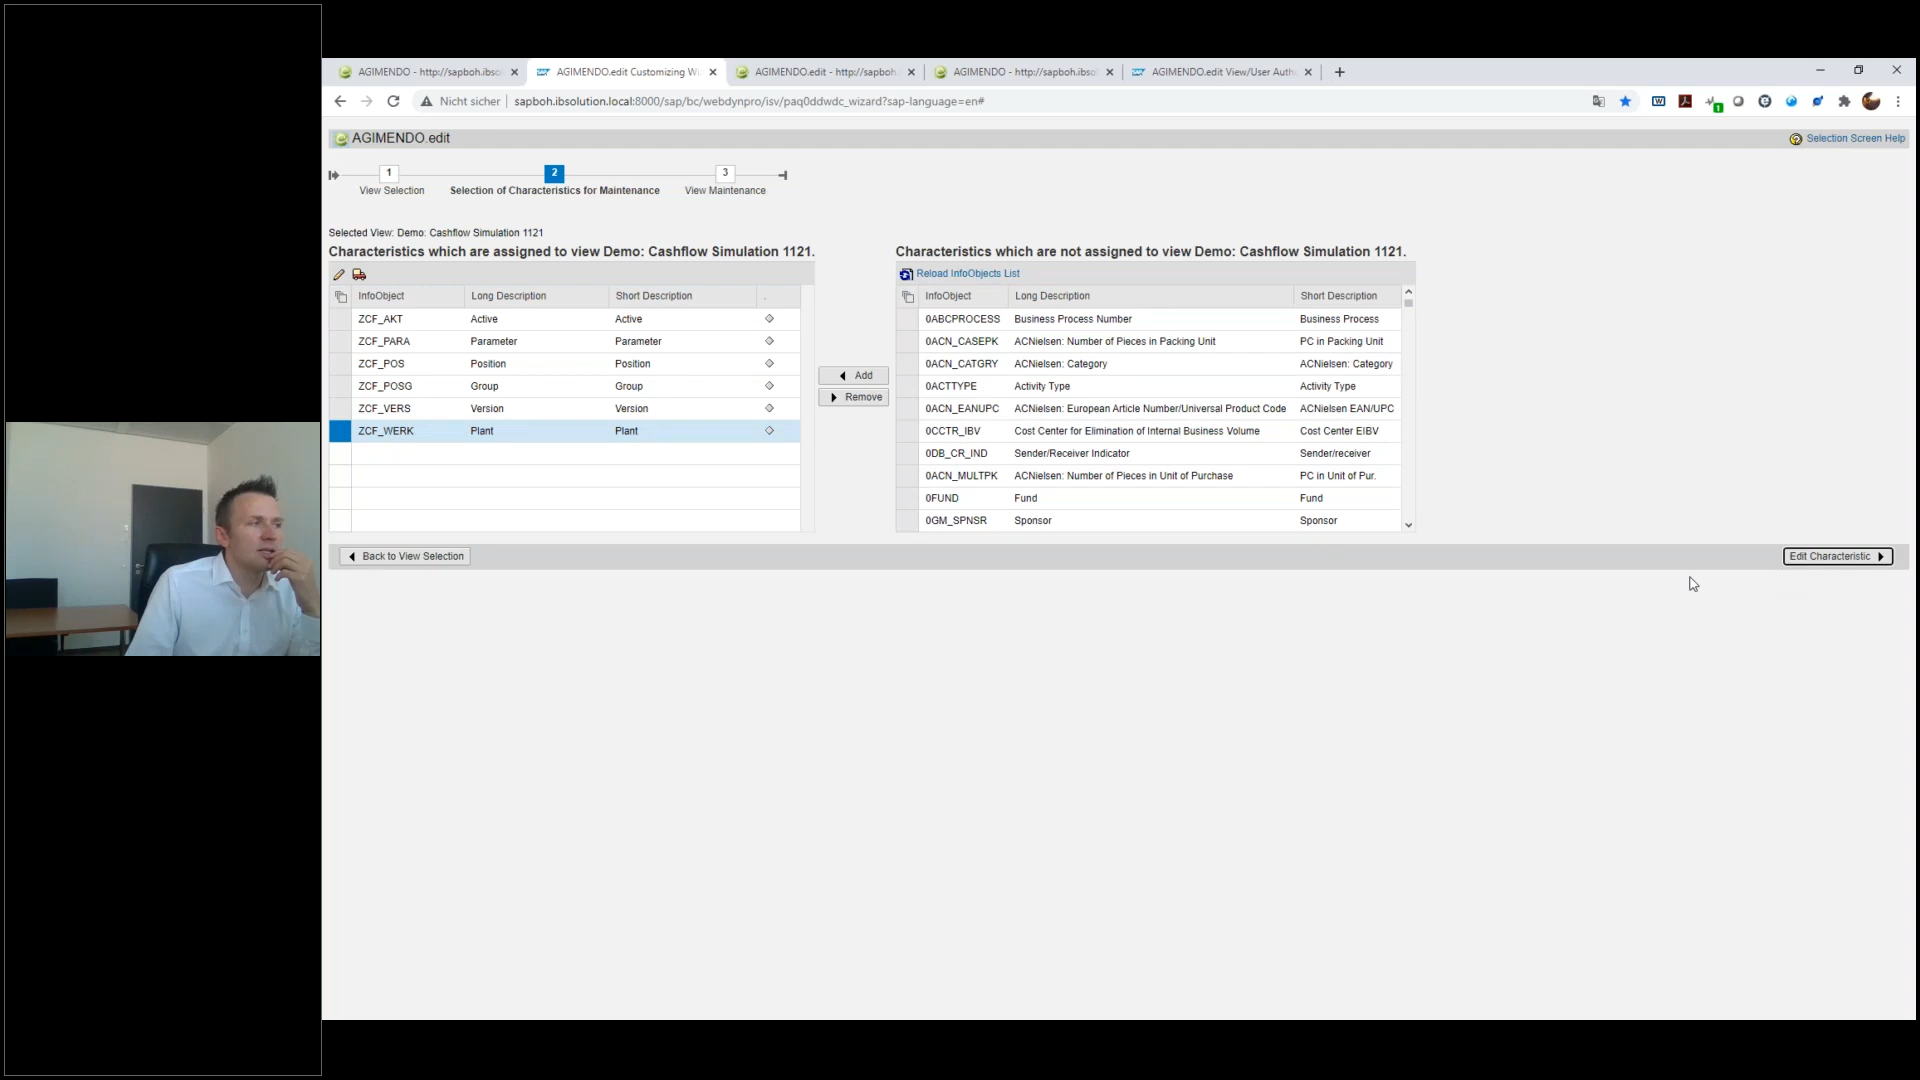 AGIMENDO - http://sapboh.ibso
AGIMENDO.edit Customizing Wi
AGIMENDO.edit - http://sapboh.
AGIMENDO - http://sapboh.ibso
AGIMENDO.edit View/User Auth
Nicht sicher
sapboh.ibsolution.local:8000/sap/bc/webdynpro/isv/paq0ddwdc_wizard?sap-language=en#
AGIMENDO.edit
Selection Screen Help
1
2
3
View Selection
Selection of Characteristics for Maintenance
View Maintenance
Selected View: Demo: Cashflow Simulation 1121
Characteristics which are assigned to view Demo: Cashflow Simulation 1121.
InfoObject Long Description Short Description .
ZCF_AKT Active Active
ZCF_PARA Parameter Parameter
ZCF_POS Position Position
ZCF_POSG Group Group
ZCF_VERS Version Version
ZCF_WERK Plant Plant
Add
Remove
Characteristics which are not assigned to view Demo: Cashflow Simulation 1121.
Reload InfoObjects List
InfoObject Long Description Short Description
0ABCPROCESS Business Process Number Business Process
0ACN_CASEPK ACNielsen: Number of Pieces in Packing Unit PC in Packing Unit
0ACN_CATGRY ACNielsen: Category ACNielsen: Category
0ACTTYPE Activity Type Activity Type
0ACN_EANUPC ACNielsen: European Article Number/Universal Product Code ACNielsen EAN/UPC
0CCTR_IBV Cost Center for Elimination of Internal Business Volume Cost Center EIBV
0DB_CR_IND Sender/Receiver Indicator Sender/receiver
0ACN_MULTPK ACNielsen: Number of Pieces in Unit of Purchase PC in Unit of Pur.
0FUND Fund Fund
0GM_SPNSR Sponsor Sponsor
Back to View Selection
Edit Characteristic